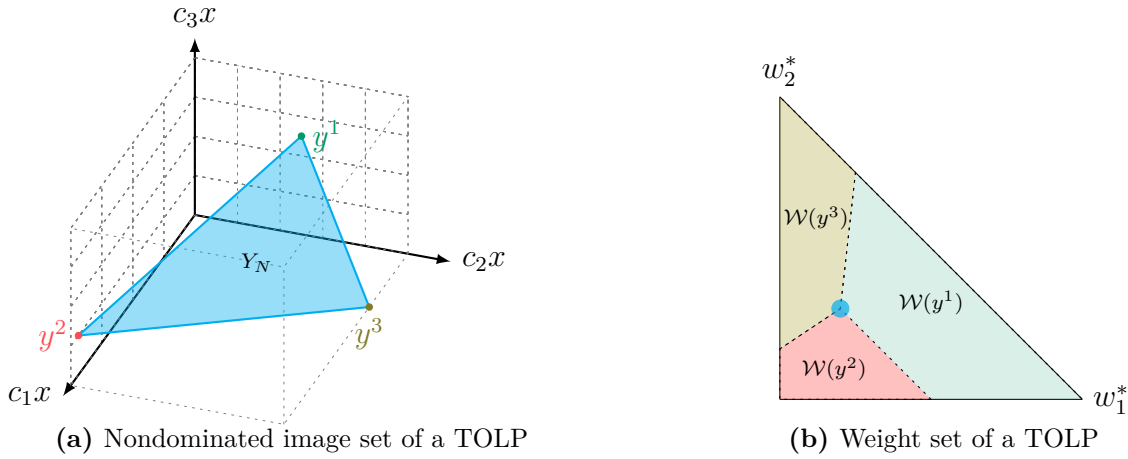 c₃x
y¹
Y_N
c₂x
y²
y³
c₁x
(a) Nondominated image set of a TOLP
w₂*
𝒲(y³)
𝒲(y¹)
𝒲(y²)
w₁*
(b) Weight set of a TOLP